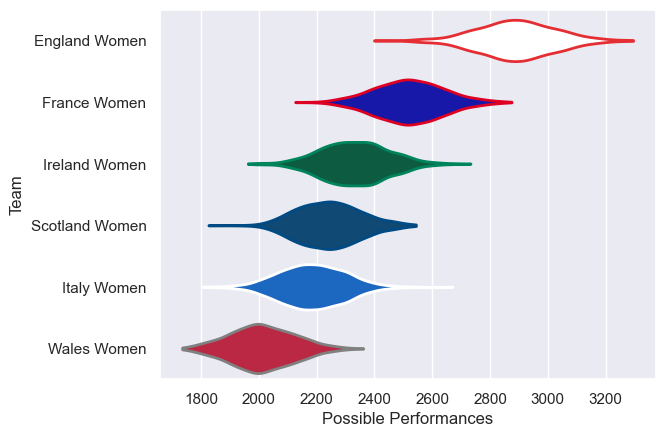 England Women
France Women
Ireland Women
Scotland Women
Italy Women
Wales Women
Team
1800 2000 2200 2400 2600 2800 3000 3200
Possible Performances